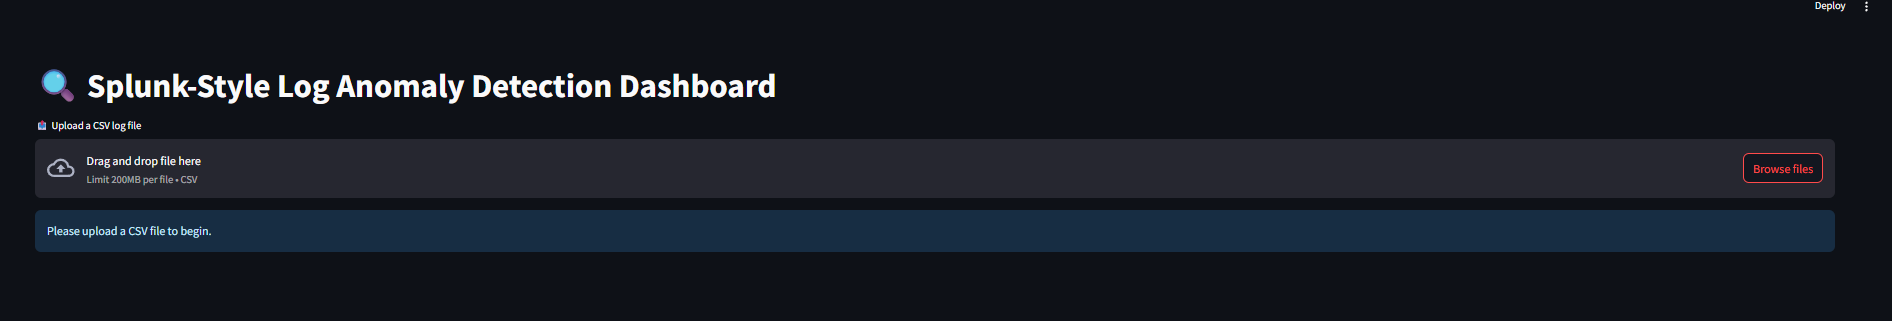 Deploy
Splunk-Style Log Anomaly Detection Dashboard
Upload a CSV log file
Drag and drop file here
Limit 200MB per file • CSV
Browse files
Please upload a CSV file to begin.